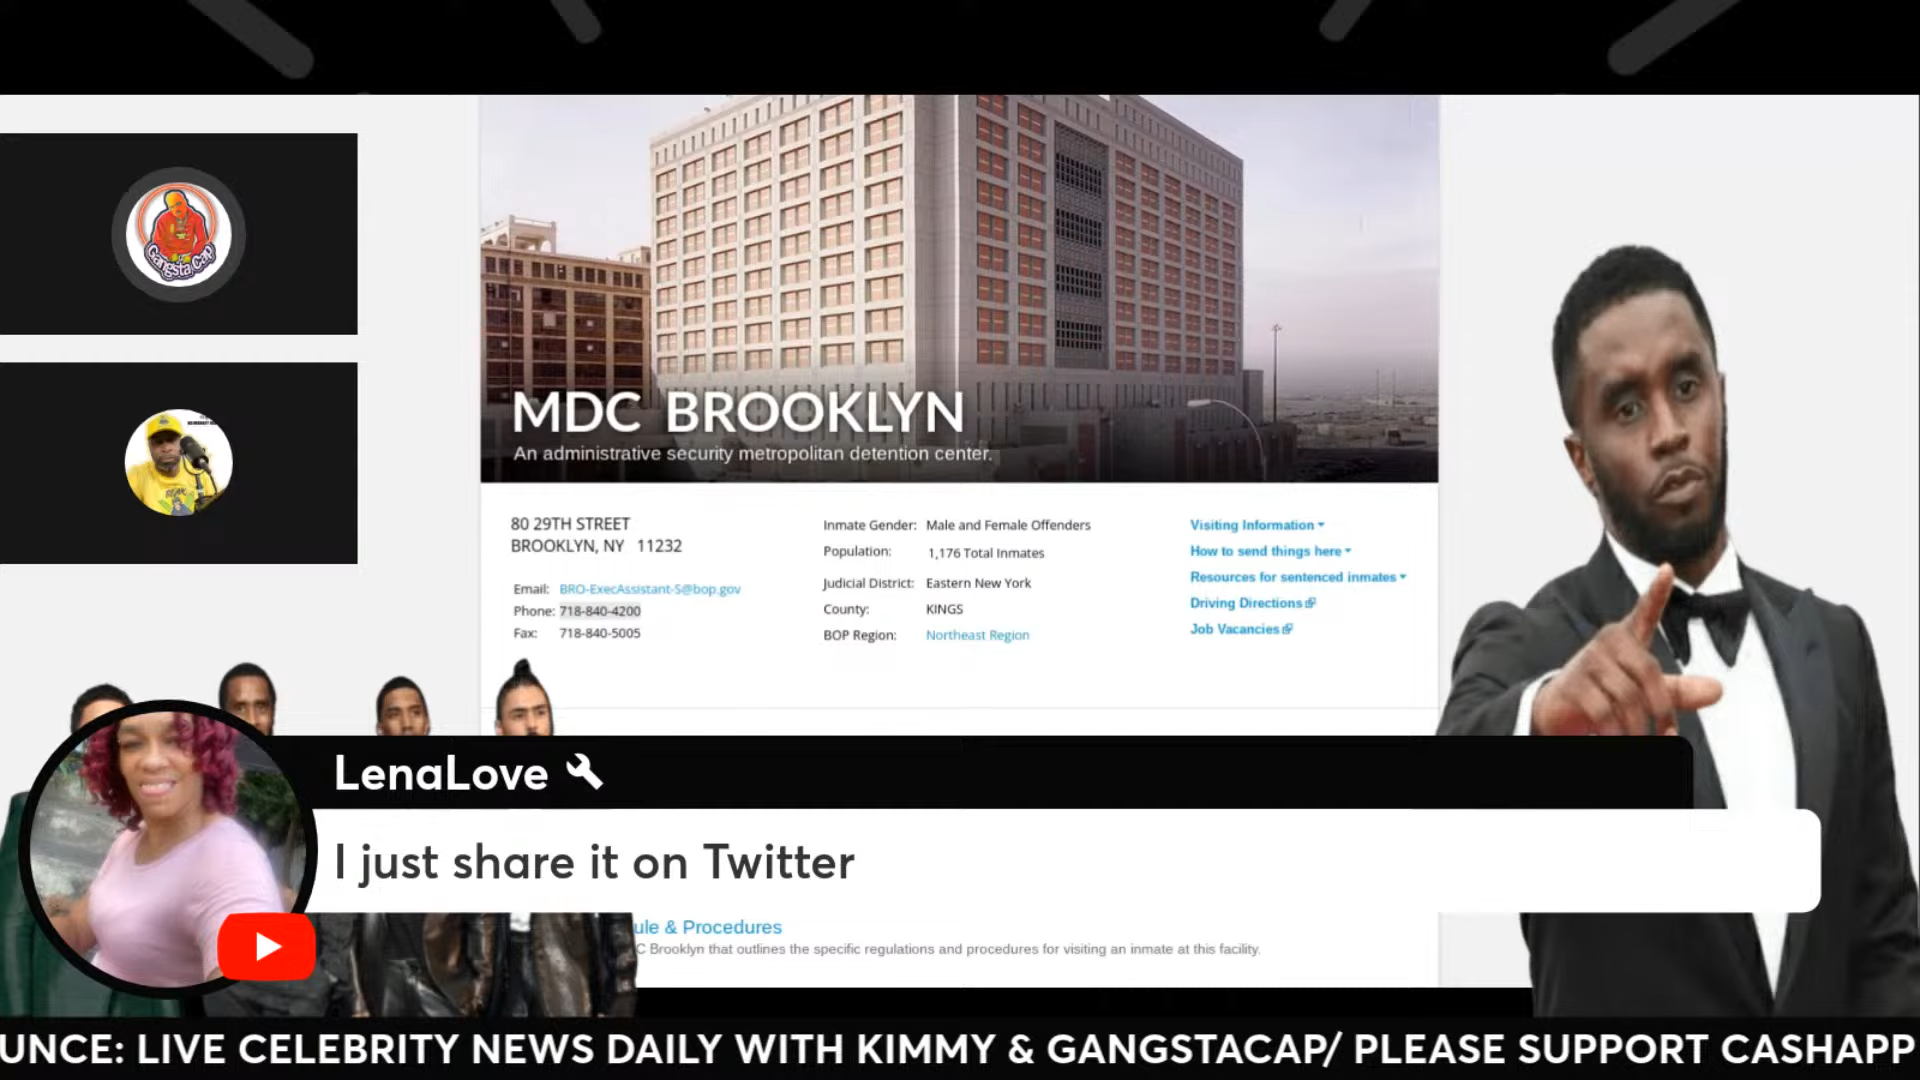 Gangsta Cap
MDC BROOKLYN
An administrative security metropolitan detention center.
80 29TH STREET
BROOKLYN, NY 11232
Email: BRO-ExecAssistant-S@bop.gov
Phone: 718-840-4200
Fax: 718-840-5005
Inmate Gender: Male and Female Offenders
Population: 1,176 Total Inmates
Judicial District: Eastern New York
County: KINGS
BOP Region: Northeast Region
Visiting Information
How to send things here
Resources for sentenced inmates
Driving Directions
Job Vacancies
LenaLove
I just share it on Twitter
ule & Procedures
C Brooklyn that outlines the specific regulations and procedures for visiting an inmate at this facility.
UNCE: LIVE CELEBRITY NEWS DAILY WITH KIMMY & GANGSTACAP/ PLEASE SUPPORT CASHAPP